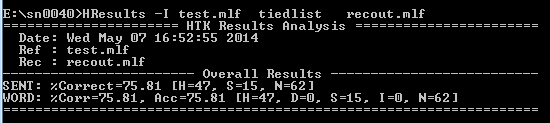 E:\sn0040>HResults -I test.mlf  tiedlist   recout.mlf
====================== HTK Results Analysis ======================
  Date: Wed May 07 16:52:55 2014
  Ref : test.mlf
  Rec : recout.mlf
------------------------ Overall Results -------------------------
SENT: %Correct=75.81 [H=47, S=15, N=62]
WORD: %Corr=75.81, Acc=75.81 [H=47, D=0, S=15, I=0, N=62]
==================================================================